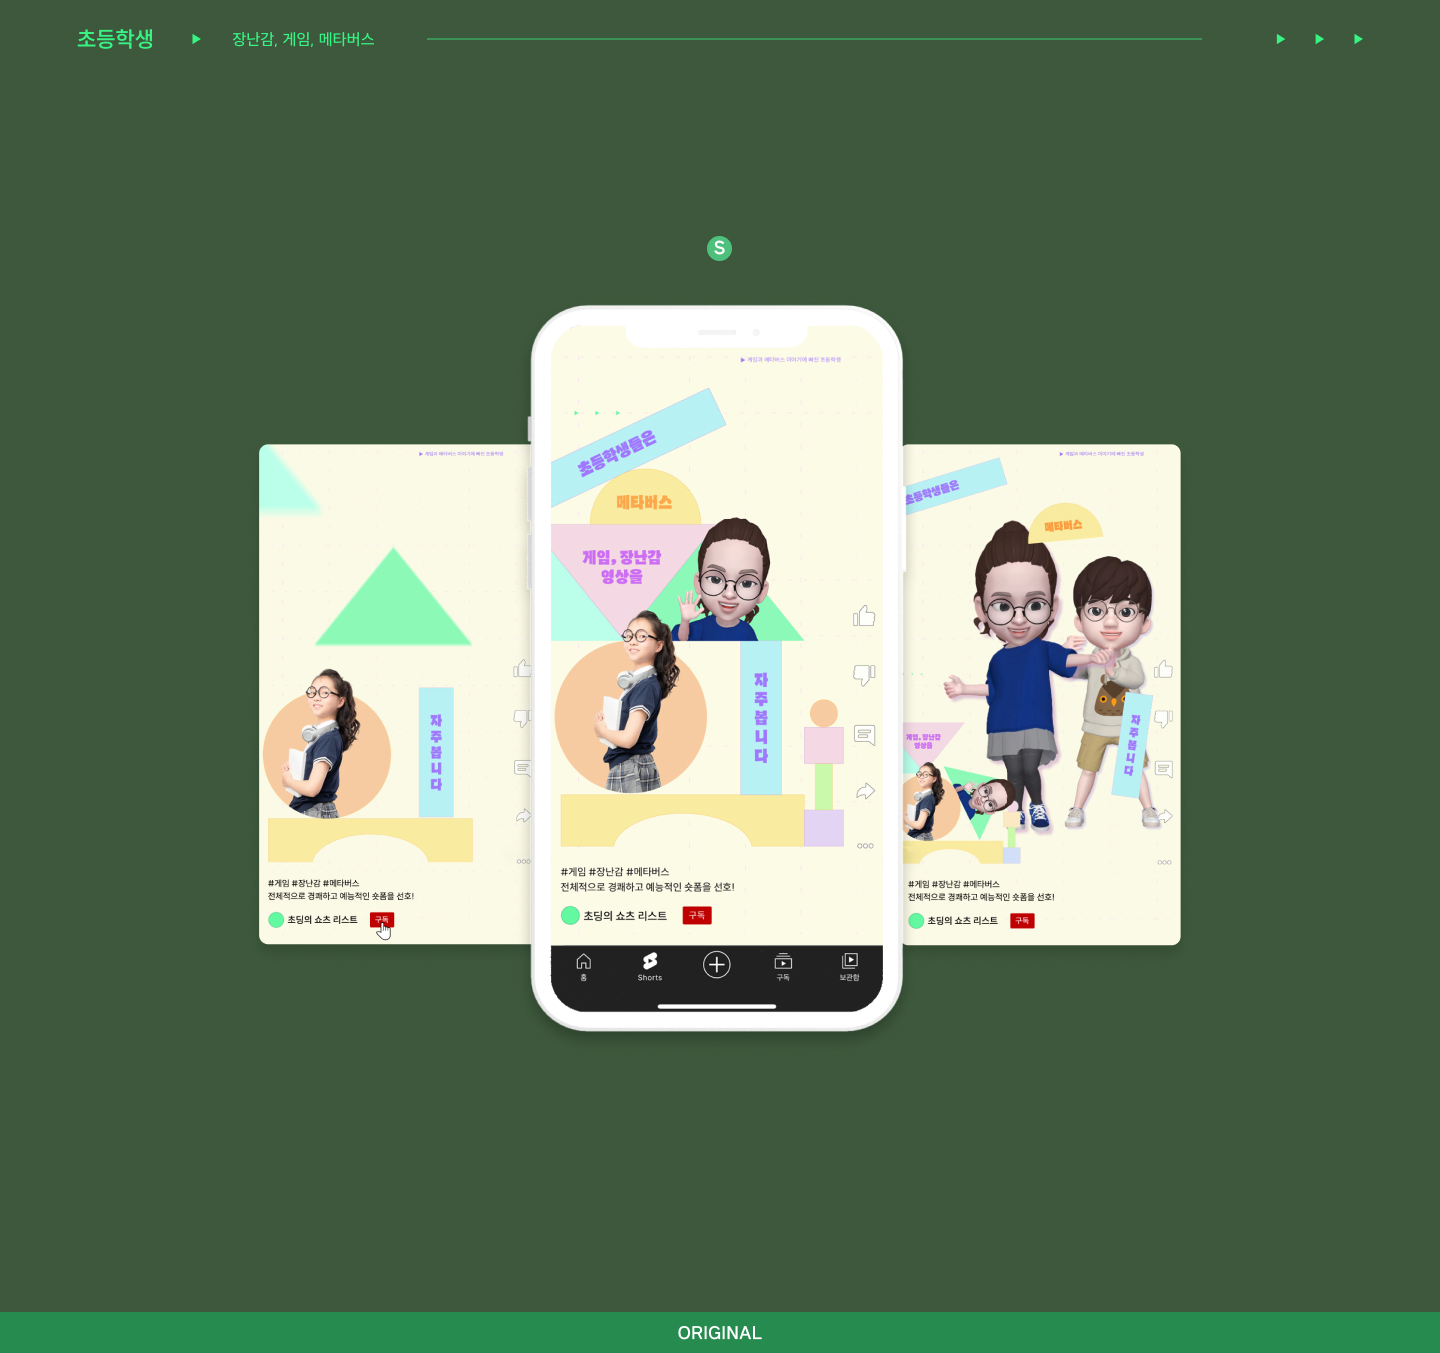 초등학생 ▶ 장난감, 게임, 메타버스
S
▶ 게임과 메타버스 이야기에 빠진 초등학생
초등학생들은
메타버스
게임, 장난감
영상을
자주봅니다
#게임 #장난감 #메타버스
전체적으로 경쾌하고 예능적인 숏폼을 선호!
초딩의 쇼츠 리스트 구독
홈 Shorts 구독 보관함
▶ 게임과 메타버스 이야기에 빠진 초등학생
자주봅니다
#게임 #장난감 #메타버스
전체적으로 경쾌하고 예능적인 숏폼을 선호!
초딩의 쇼츠 리스트 구독
▶ 게임과 메타버스 이야기에 빠진 초등학생
초등학생들은
메타버스
게임, 장난감
영상을
자주봅니다
#게임 #장난감 #메타버스
전체적으로 경쾌하고 예능적인 숏폼을 선호!
초딩의 쇼츠 리스트 구독
ORIGINAL